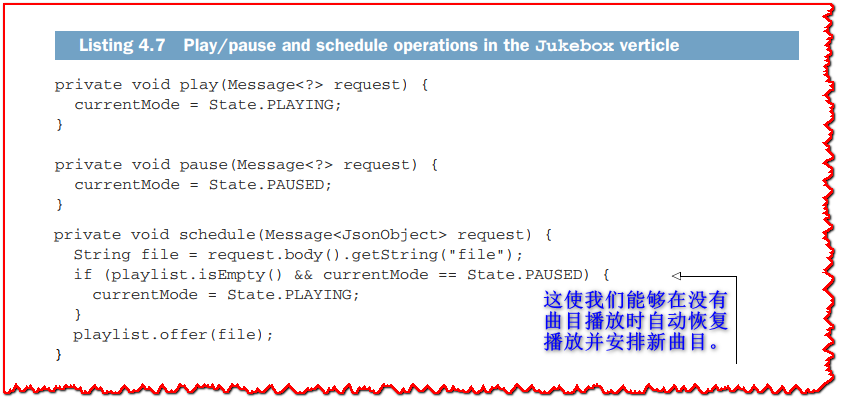 Listing 4.7 Play/pause and schedule operations in the Jukebox verticle
private void play(Message<?> request) {
currentMode = State.PLAYING;
}
private void pause(Message<?> request) {
currentMode = State.PAUSED;
}
private void schedule(Message<JsonObject> request) {
String file = request.body().getString("file");
if (playlist.isEmpty() && currentMode == State.PAUSED) {
currentMode = State.PLAYING;
}
playlist.offer(file);
}
这使我们能够在没有
曲目播放时自动恢复
播放并安排新曲目。